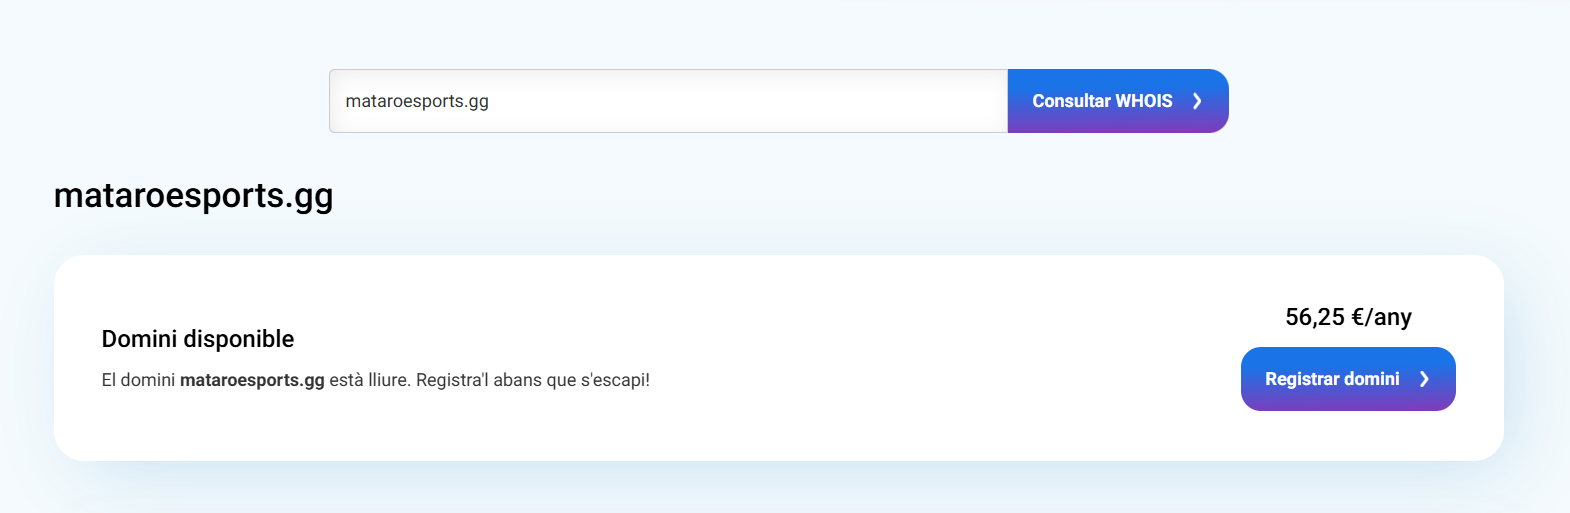 mataroesports.gg
Consultar WHOIS
mataroesports.gg
56,25 €/any
Domini disponible
El domini mataroesports.gg està lliure. Registra'l abans que s'escapi!
Registrar domini